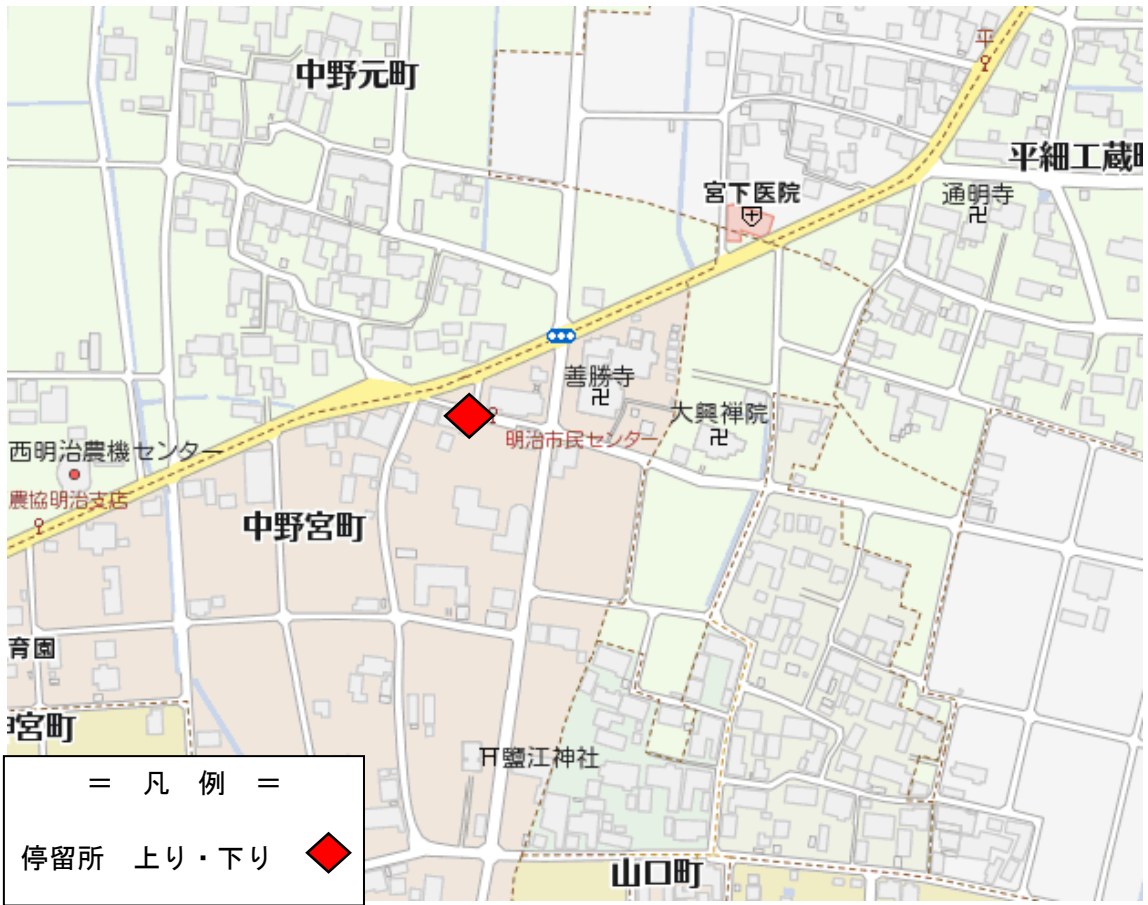 平
中野元町
平細工蔵町
宮下医院
通明寺
善勝寺
大興禅院
明治市民センター
西明治農機センター
農協明治支店
中野宮町
育園
宮町
鹽江神社
山口町
＝ 凡 例 ＝
停留所 上り・下り